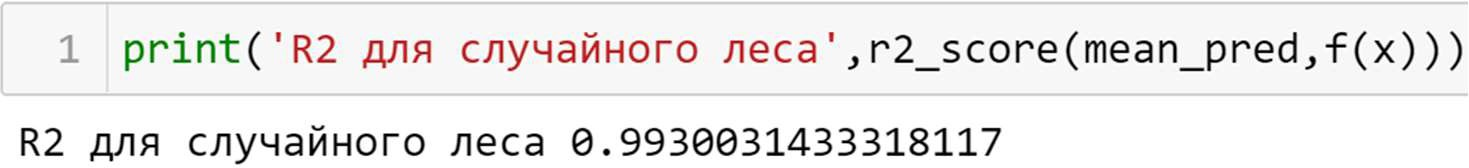 1 print('R2 для случайного леса',r2_score(mean_pred,f(x)))
R2 для случайного леса 0.9930031433318117